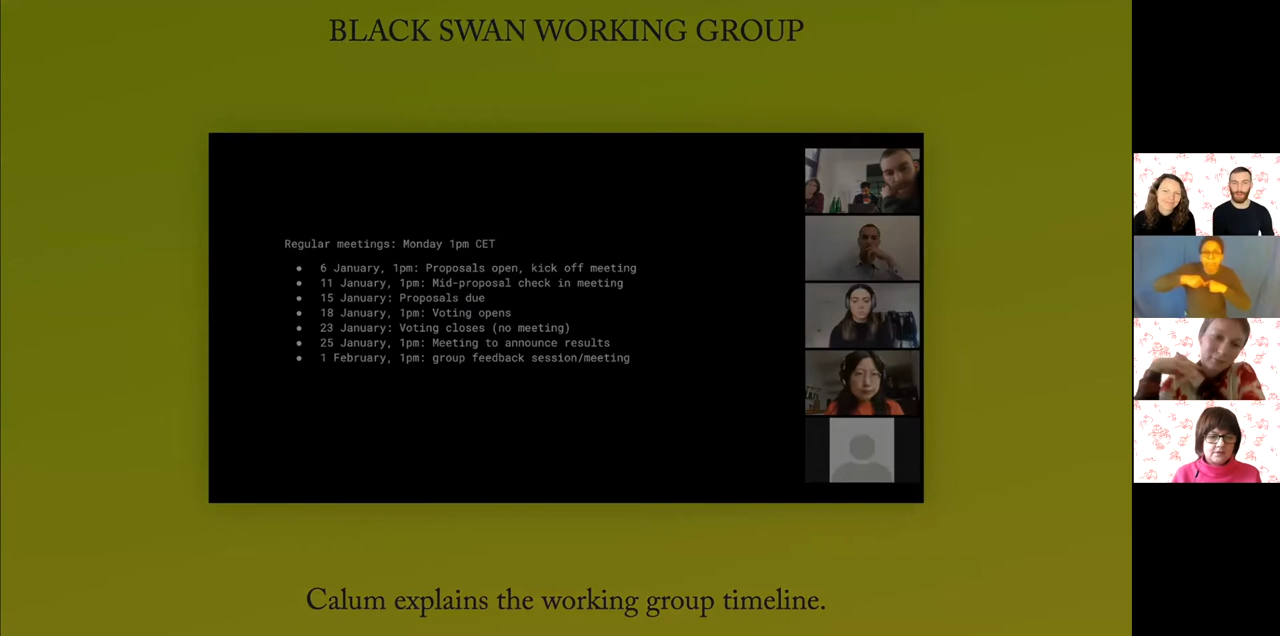 BLACK SWAN WORKING GROUP
Regular meetings: Monday 1pm CET
● 6 January, 1pm: Proposals open, kick off meeting
● 11 January, 1pm: Mid-proposal check in meeting
● 15 January: Proposals due
● 18 January, 1pm: Voting opens
● 23 January: Voting closes (no meeting)
● 25 January, 1pm: Meeting to announce results
● 1 February, 1pm: group feedback session/meeting
Calum explains the working group timeline.